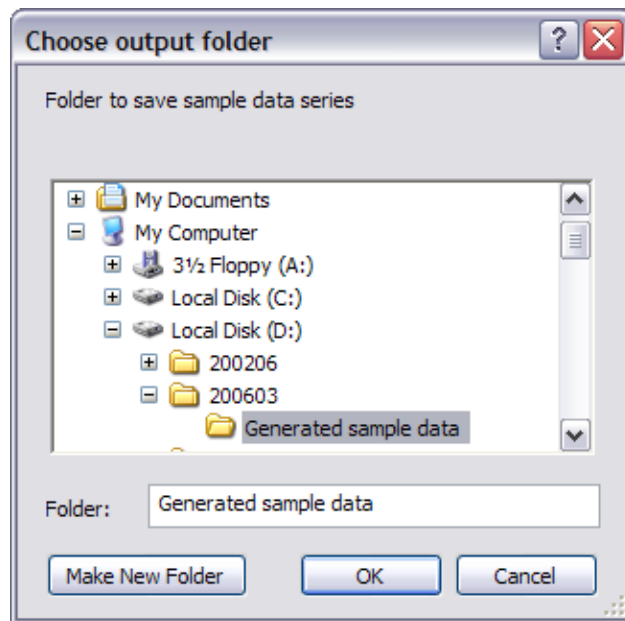 Choose output folder
?
Folder to save sample data series
My Documents
My Computer
3½ Floppy (A:)
Local Disk (C:)
Local Disk (D:)
200206
200603
Generated sample data
Folder: Generated sample data
Make New Folder OK Cancel